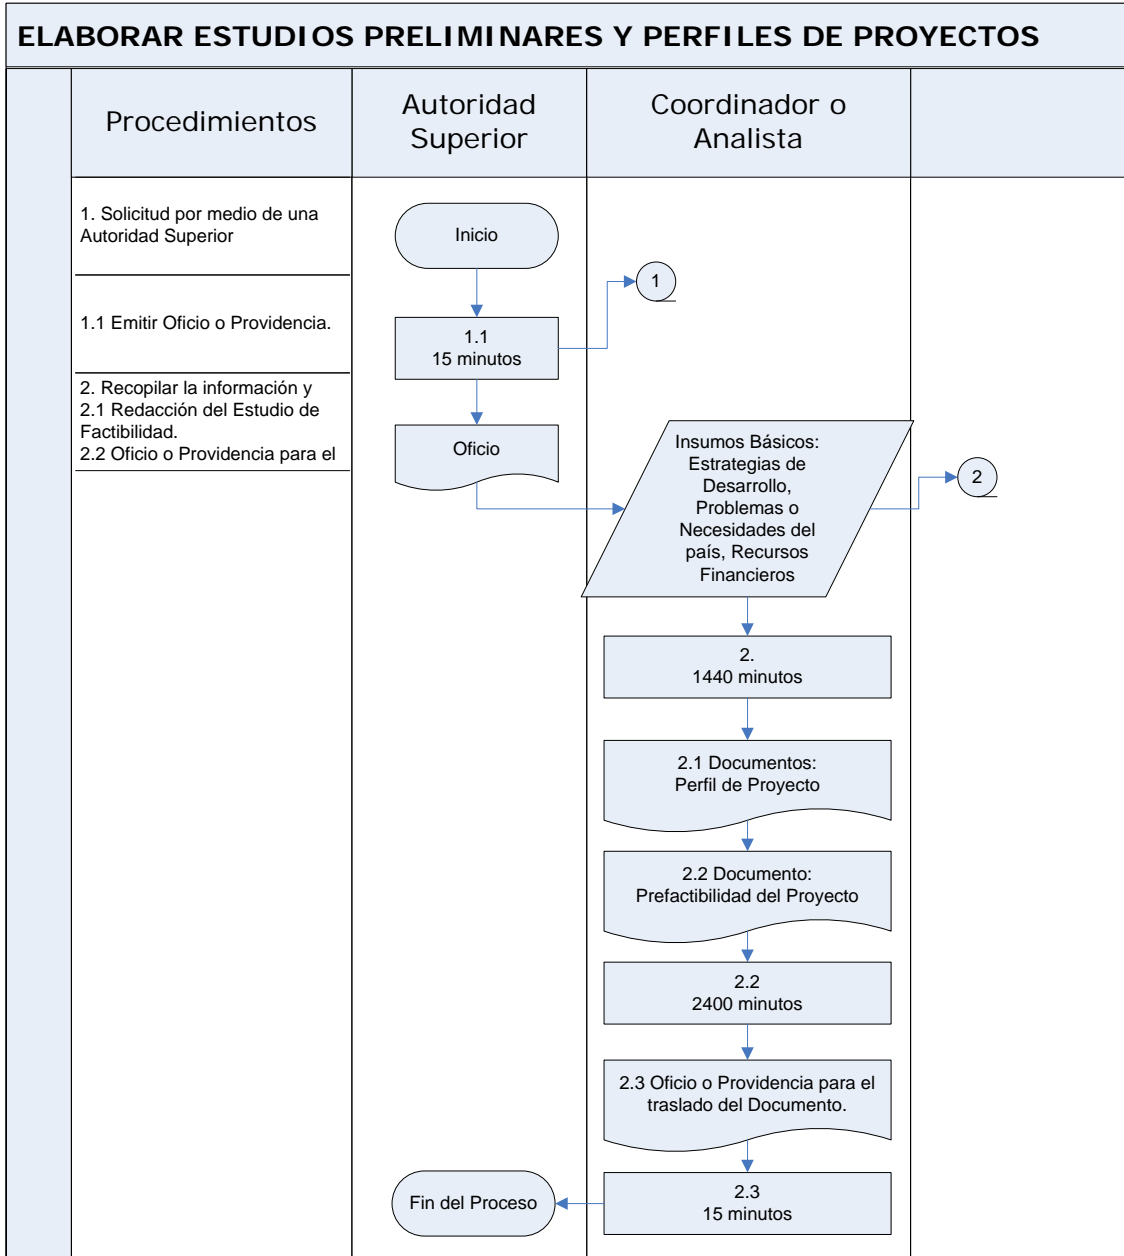 ELABORAR ESTUDIOS PRELIMINARES Y PERFILES DE PROYECTOS
Procedimientos
Autoridad
Superior
Coordinador o
Analista
1. Solicitud por medio de una
Autoridad Superior
1.1 Emitir Oficio o Providencia.
2. Recopilar la información y
2.1 Redacción del Estudio de
Factibilidad.
2.2 Oficio o Providencia para el
Inicio
1
1.1
15 minutos
Oficio
Insumos Básicos:
Estrategias de
Desarrollo,
Problemas o
Necesidades del
país, Recursos
Financieros
2
2.
1440 minutos
2.1 Documentos:
Perfil de Proyecto
2.2 Documento:
Prefactibilidad del Proyecto
2.2
2400 minutos
2.3 Oficio o Providencia para el
traslado del Documento.
2.3
15 minutos
Fin del Proceso